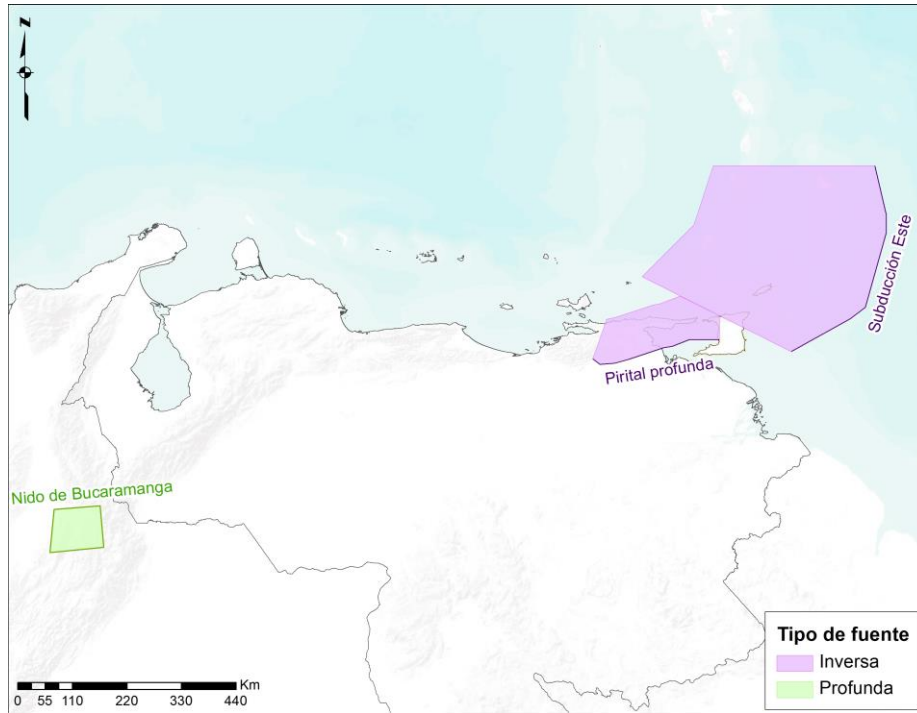 N
Subducción Este
Pirital profunda
Nido de Bucaramanga
Tipo de fuente
Inversa
Profunda
Km
0 55 110 220 330 440